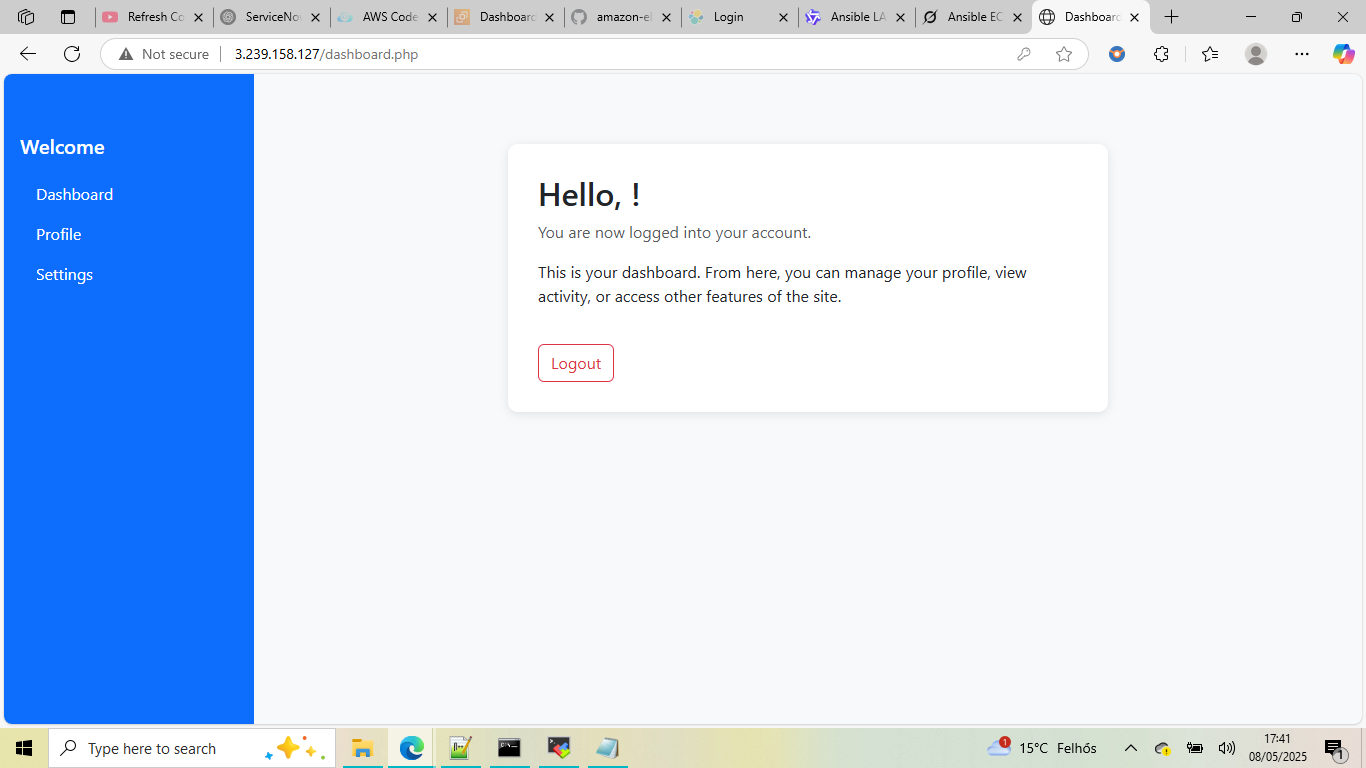 Refresh Co
ServiceNo
AWS Code
Dashboard
amazon-el
Login
Ansible LA
Ansible EC
Dashboard
Not secure
3.239.158.127/dashboard.php
Welcome
Dashboard
Profile
Settings
Hello, !
You are now logged into your account.
This is your dashboard. From here, you can manage your profile, view
activity, or access other features of the site.
Logout
Type here to search
1
15°C Felhős
17:41
08/05/2025
1